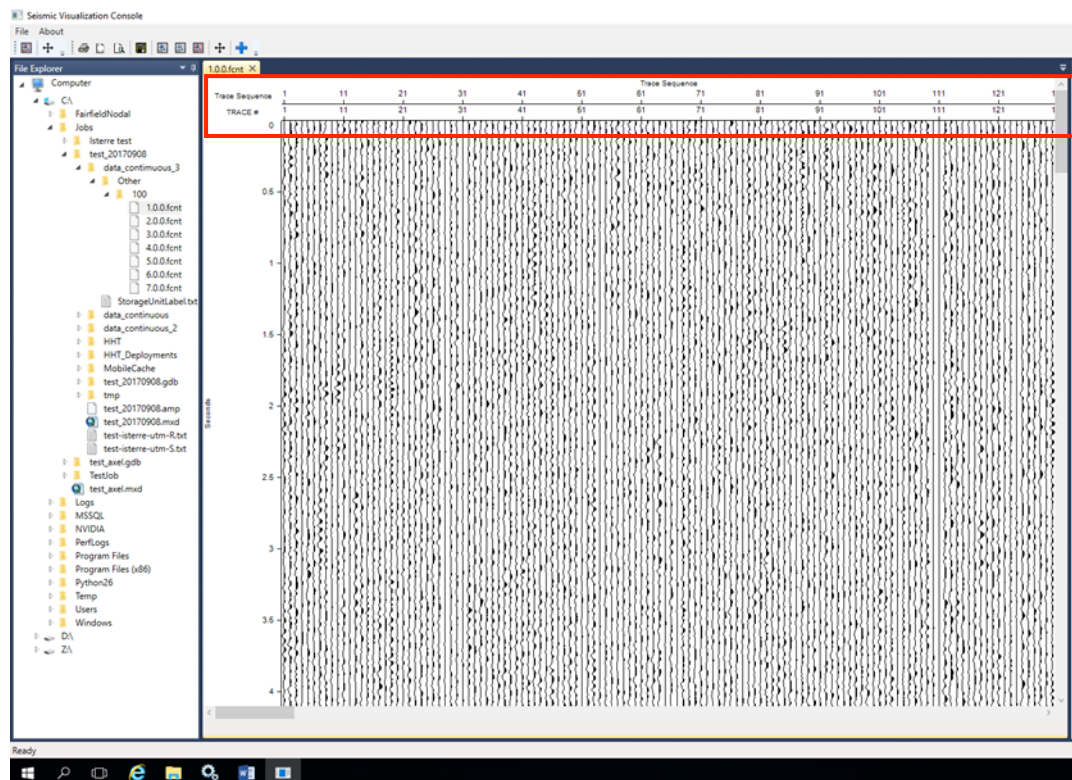 Seismic Visualization Console
File About
File Explorer
1.0.0.fcnt
Computer
C:\
FairfieldNodal
Jobs
Isterre test
test_20170908
data_contimuous_3
Other
100
1.0.0.fcnt
2.0.0.fcnt
3.0.0.fcnt
4.0.0.fcnt
5.0.0.fcnt
6.0.0.fcnt
7.0.0.fcnt
StorageUnitLabel.txt
data_continuous
data_continuous_2
HHT
HHT_Deployments
MobileCache
test_20170908.gdb
tmp
test_20170908.amp
test_20170908.mxd
test-isterre-utm-R.txt
test-isterre-utm-S.txt
test_axel.gdb
TestJob
test_axel.mxd
Logs
MSSQL
NVIDIA
PerfLogs
Program Files
Program Files (x86)
Python26
Temp
Users
Windows
D:\
Z:\
Trace Sequence
Trace Sequence 1 11 21 31 41 51 61 71 81 91 101 111 121 1
TRACE # 1 11 21 31 41 51 61 71 81 91 101 111 121 1
0
0.5
1
1.5
2
2.5
3
3.5
4
Seconds
Ready